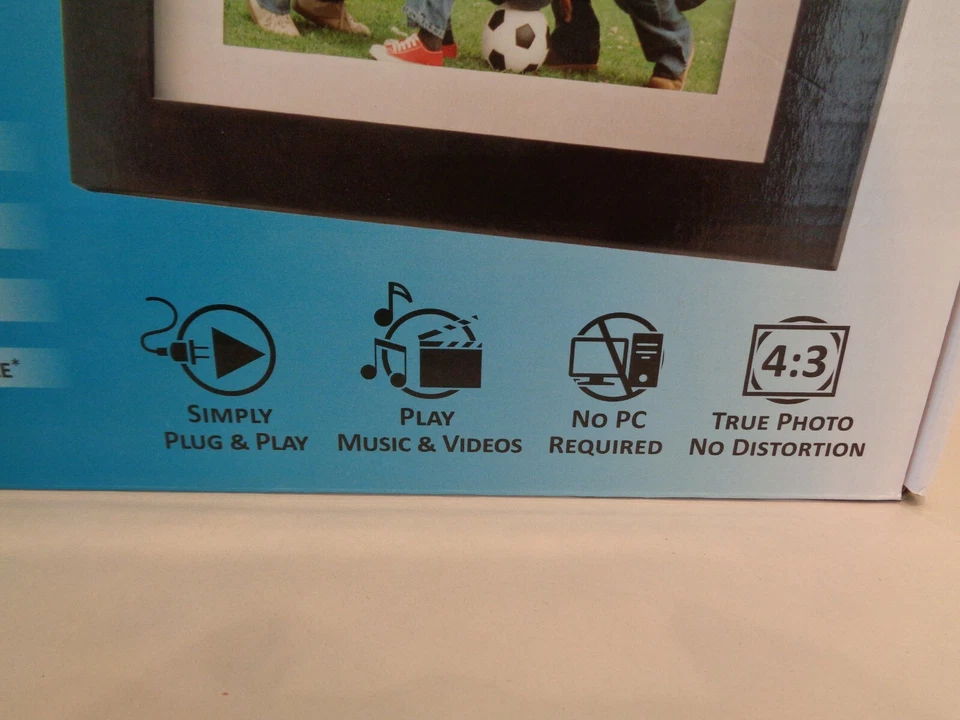 E*
4:3
SIMPLY
PLUG & PLAY
PLAY
MUSIC & VIDEOS
NO PC
REQUIRED
TRUE PHOTO
NO DISTORTION